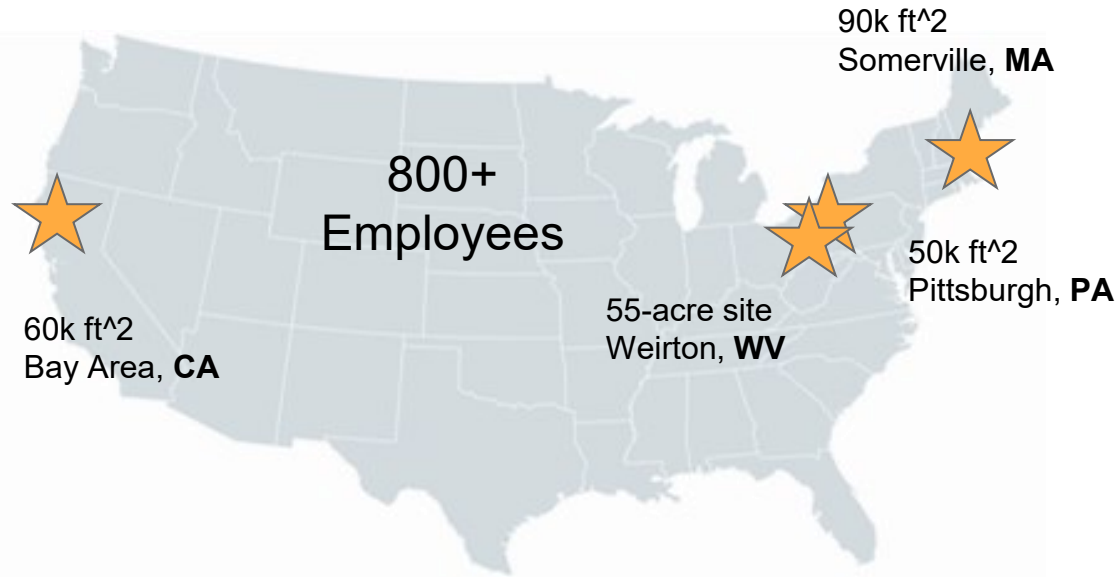 90k ft^2
Somerville, MA
800+
Employees
50k ft^2
Pittsburgh, PA
55-acre site
Weirton, WV
60k ft^2
Bay Area, CA